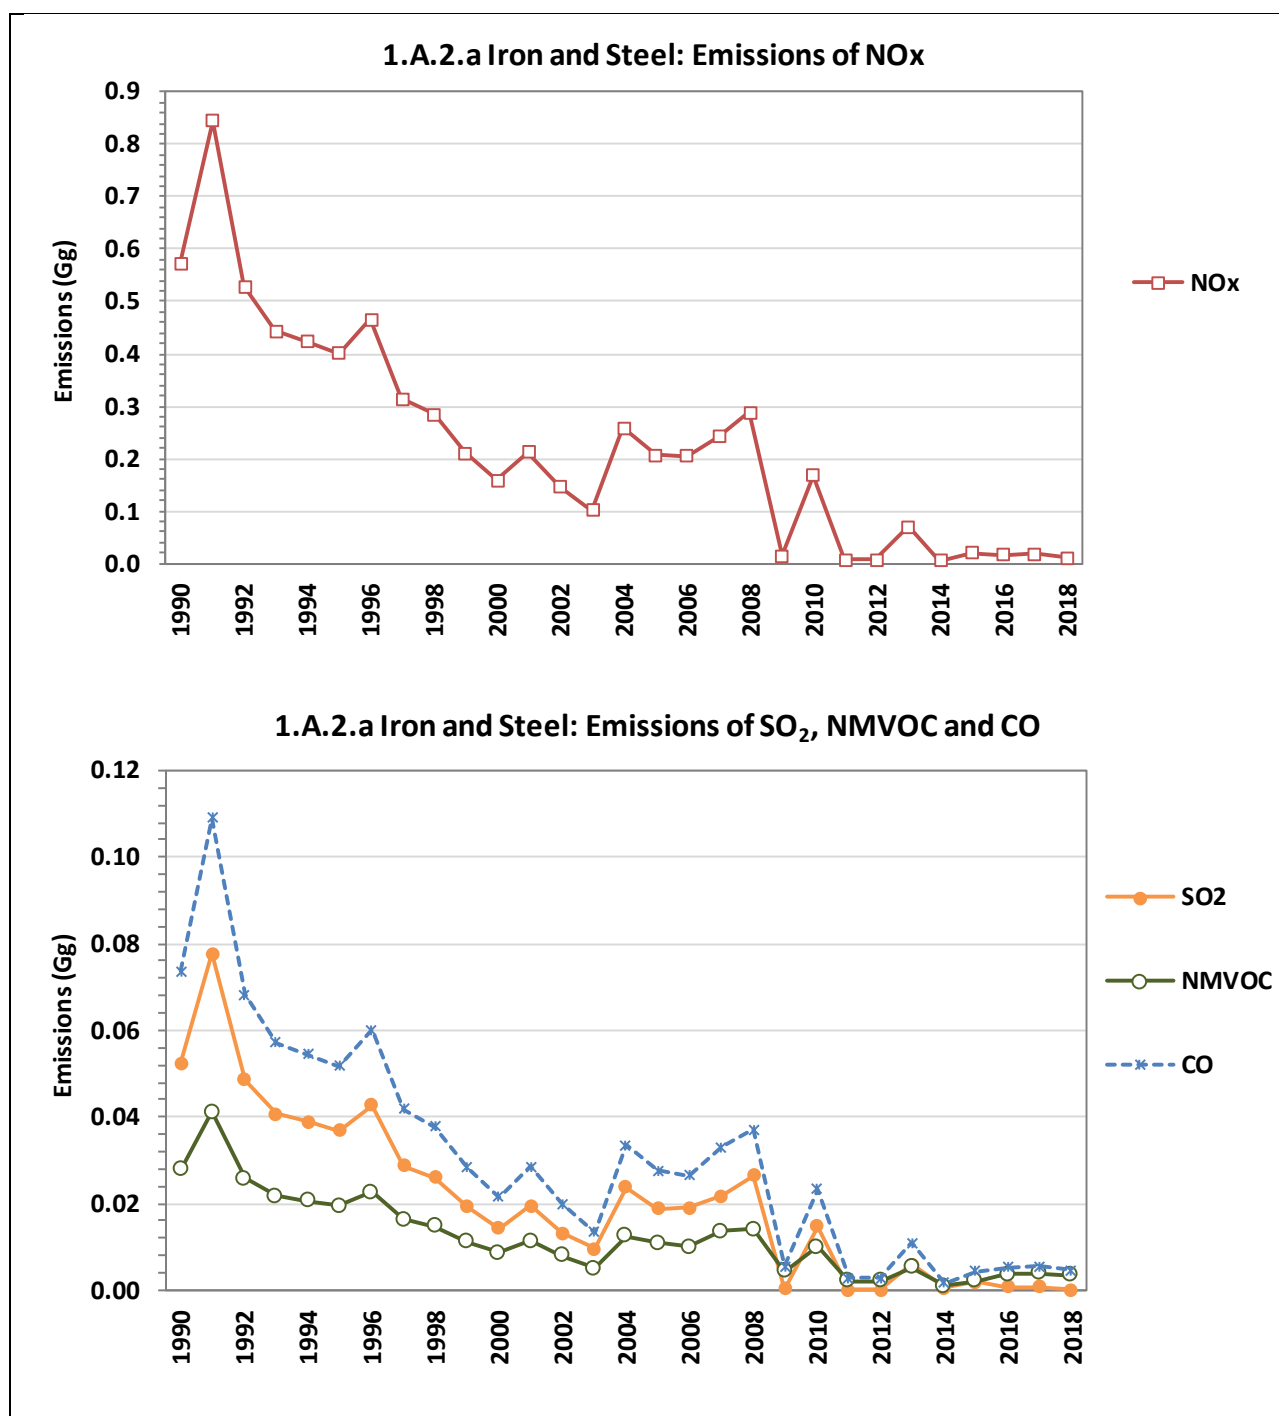 1.A.2.a Iron and Steel: Emissions of NOx
Emissions (Gg)
0.9
0.8
0.7
0.6
0.5
0.4
0.3
0.2
0.1
0.0
1990 1992 1994 1996 1998 2000 2002 2004 2006 2008 2010 2012 2014 2016 2018
NOx
1.A.2.a Iron and Steel: Emissions of SO₂, NMVOC and CO
Emissions (Gg)
0.12
0.10
0.08
0.06
0.04
0.02
0.00
1990 1992 1994 1996 1998 2000 2002 2004 2006 2008 2010 2012 2014 2016 2018
SO2
NMVOC
CO